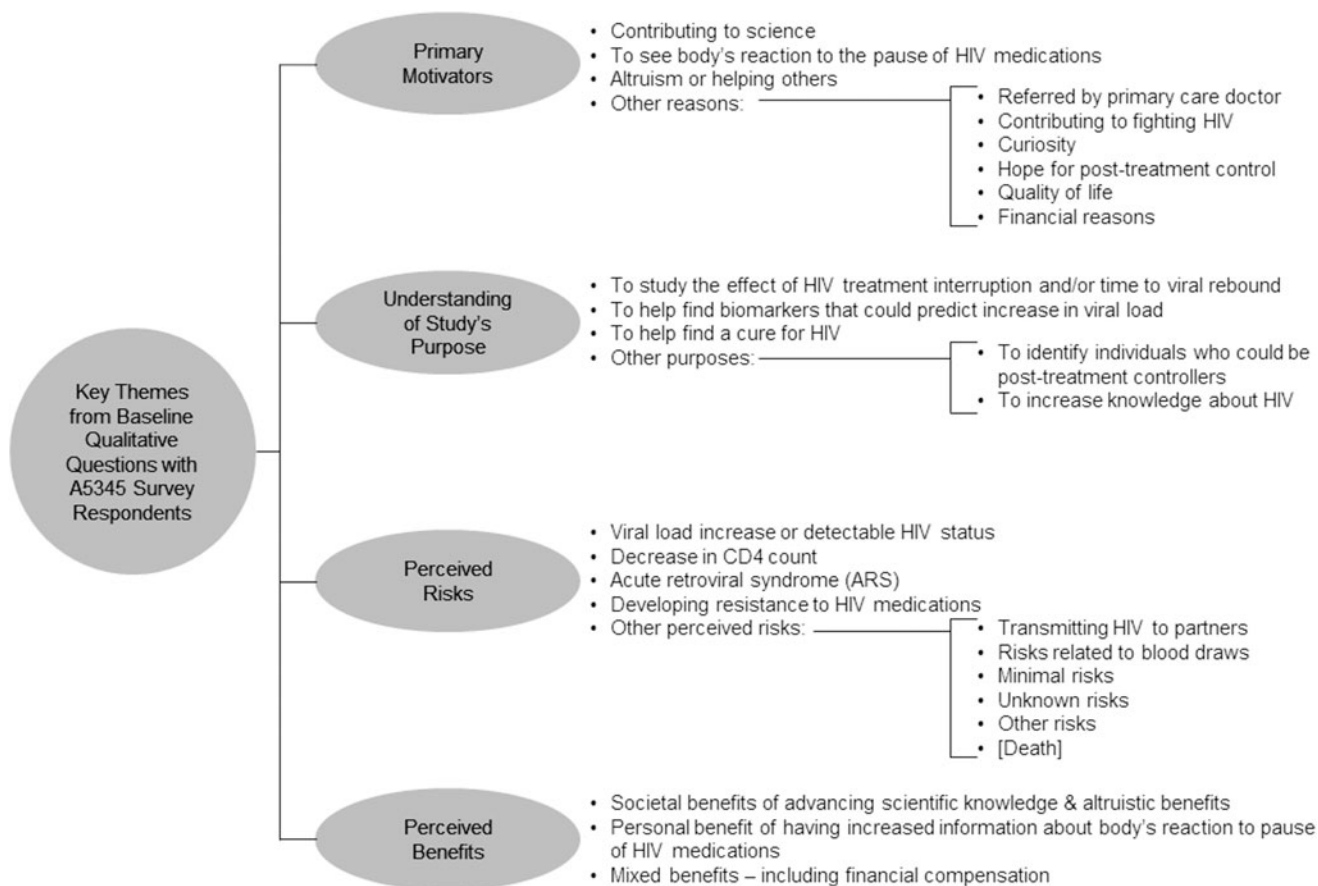 Key Themes
from Baseline
Qualitative
Questions with
A5345 Survey
Respondents
Primary
Motivators
• Contributing to science
• To see body's reaction to the pause of HIV medications
• Altruism or helping others
• Other reasons:
• Referred by primary care doctor
• Contributing to fighting HIV
• Curiosity
• Hope for post-treatment control
• Quality of life
• Financial reasons
Understanding
of Study's
Purpose
• To study the effect of HIV treatment interruption and/or time to viral rebound
• To help find biomarkers that could predict increase in viral load
• To help find a cure for HIV
• Other purposes:
• To identify individuals who could be
post-treatment controllers
• To increase knowledge about HIV
Perceived
Risks
• Viral load increase or detectable HIV status
• Decrease in CD4 count
• Acute retroviral syndrome (ARS)
• Developing resistance to HIV medications
• Other perceived risks:
• Transmitting HIV to partners
• Risks related to blood draws
• Minimal risks
• Unknown risks
• Other risks
• [Death]
Perceived
Benefits
• Societal benefits of advancing scientific knowledge & altruistic benefits
• Personal benefit of having increased information about body's reaction to pause
of HIV medications
• Mixed benefits – including financial compensation